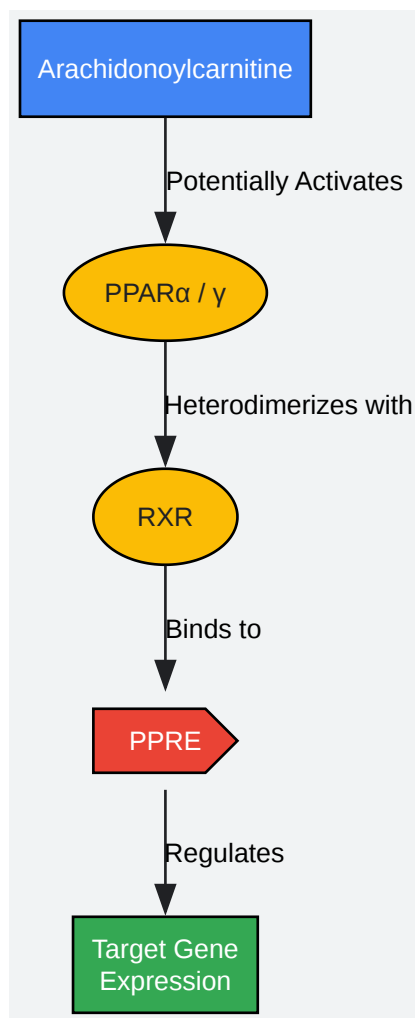 Arachidonoylcarnitine
Potentially Activates
PPARα / γ
Heterodimerizes with
RXR
Binds to
PPRE
Regulates
Target Gene
Expression